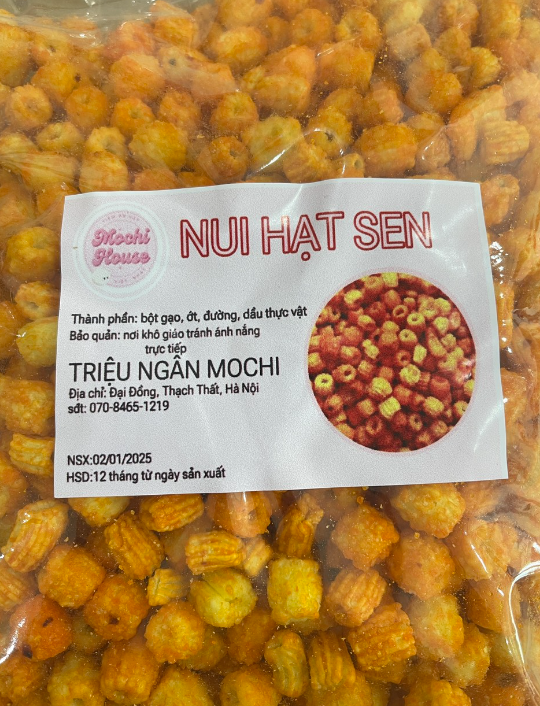 Mochi
House
NUI HẠT SEN
Thành phần: bột gạo, ớt, đường, dầu thực vật
Bảo quản: nơi khô giáo tránh ánh nắng
trực tiếp
TRIỆU NGÂN MOCHI
Địa chỉ: Đại Đồng, Thạch Thất, Hà Nội
sđt: 070-8465-1219
NSX:02/01/2025
HSD:12 tháng từ ngày sản xuất